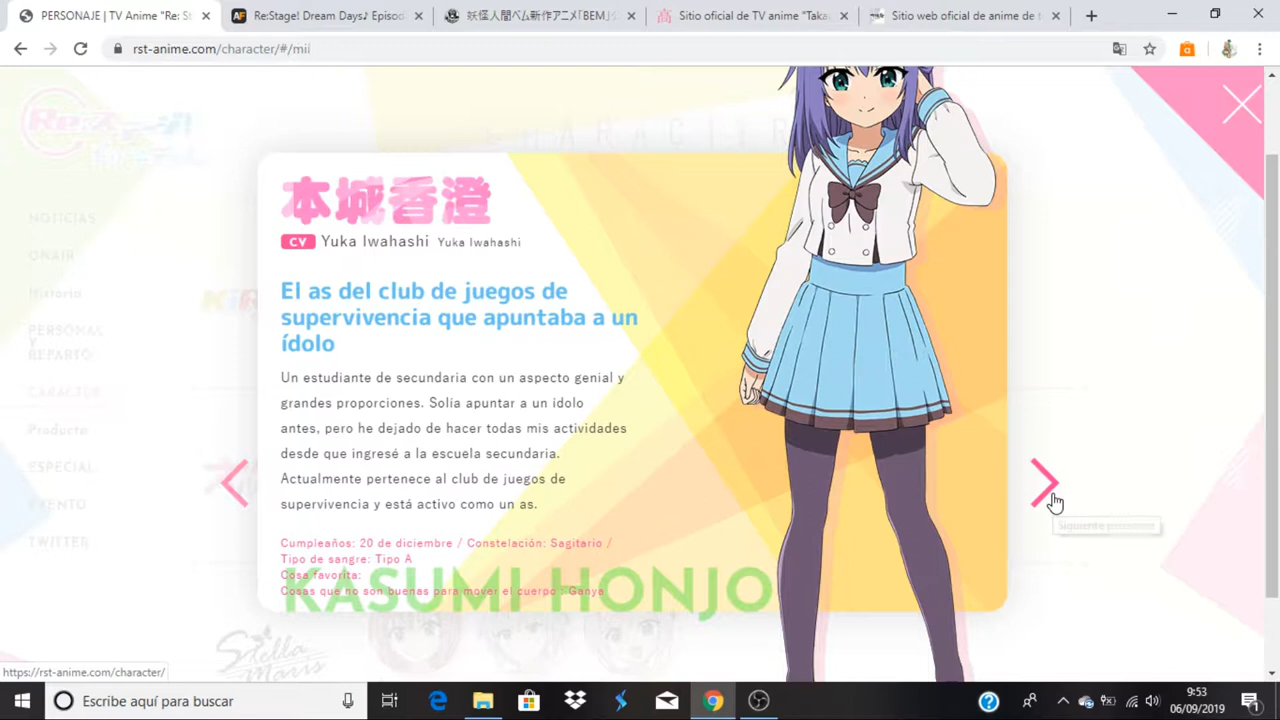 PERSONAJE | TV Anime "Re: St
Re:Stage! Dream Days♪ Episod
妖怪人間ベム新作アニメ「BEM」公
Sitio oficial de TV anime "Taka
Sitio web oficial de anime de t
rst-anime.com/character/#/mii
本城香澄
CV Yuka Iwahashi Yuka Iwahashi
El as del club de juegos de
supervivencia que apuntaba a un
ídolo
Un estudiante de secundaria con un aspecto genial y
grandes proporciones. Solía apuntar a un ídolo
antes, pero he dejado de hacer todas mis actividades
desde que ingresé a la escuela secundaria.
Actualmente pertenece al club de juegos de
supervivencia y está activo como un as.
Cumpleaños: 20 de diciembre / Constelación: Sagitario /
Tipo de sangre: Tipo A
Cosa favorita:
Cosas que no son buenas para mover el cuerpo : Ganya
KASUMI HONJO
NOTICIAS
ONAIR
Historia
PERSONAL
Y
REPARTO
CARÁCTER
Producto
ESPECIAL
EVENTO
TWITTER
Stella
Maris
Siguiente personaje
https://rst-anime.com/character/
Escribe aquí para buscar
9:53
06/09/2019